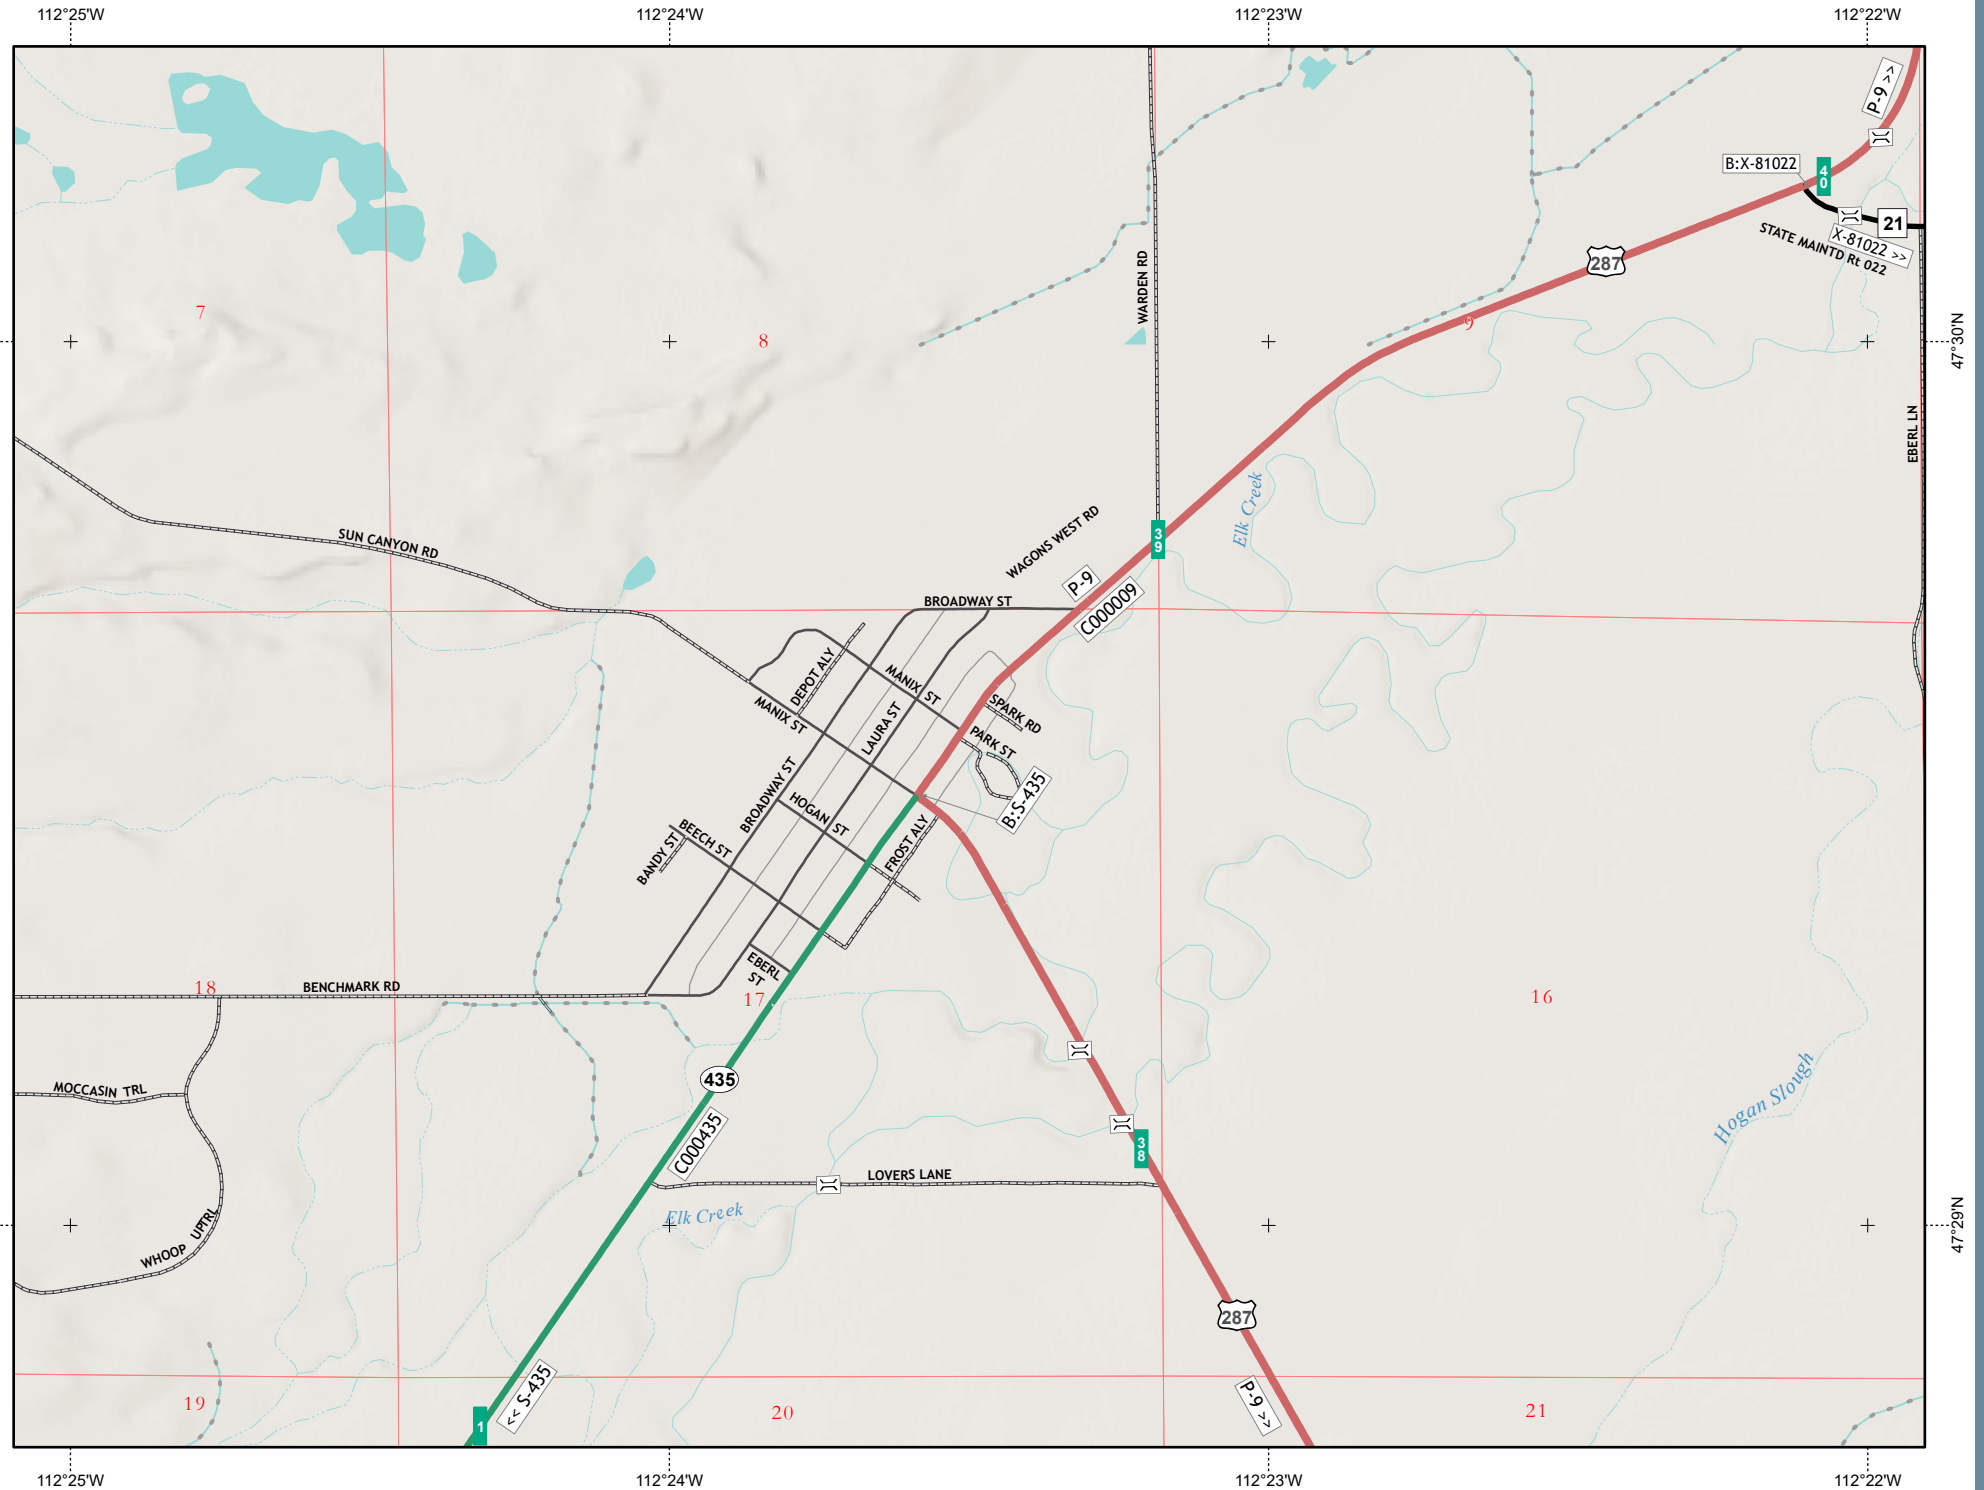 112°25'W
112°24'W
112°23'W
112°22'W
P-9 >>
B:X-81022
4
0
21
X-81022 >>
STATE MAINTD Rt 022
287
WARDEN RD
7
8
9
47°30'N
EBERL LN
Elk Creek
SUN CANYON RD
WAGONS WEST RD
3
9
P-9
C000009
BROADWAY ST
DEPOT ALY
MANIX ST
MANIX ST
LAURA ST
SPARK RD
PARK ST
BROADWAY ST
HOGAN ST
B:S-435
BEECH ST
BANDY ST
FROST ALY
EBERL
ST
BENCHMARK RD
18
17
16
MOCCASIN TRL
435
C000435
Hogan Slough
3
8
LOVERS LANE
Elk Creek
WHOOP UP TRL
47°29'N
287
<< S-435
P-9 >>
1
19
20
21
112°25'W
112°24'W
112°23'W
112°22'W